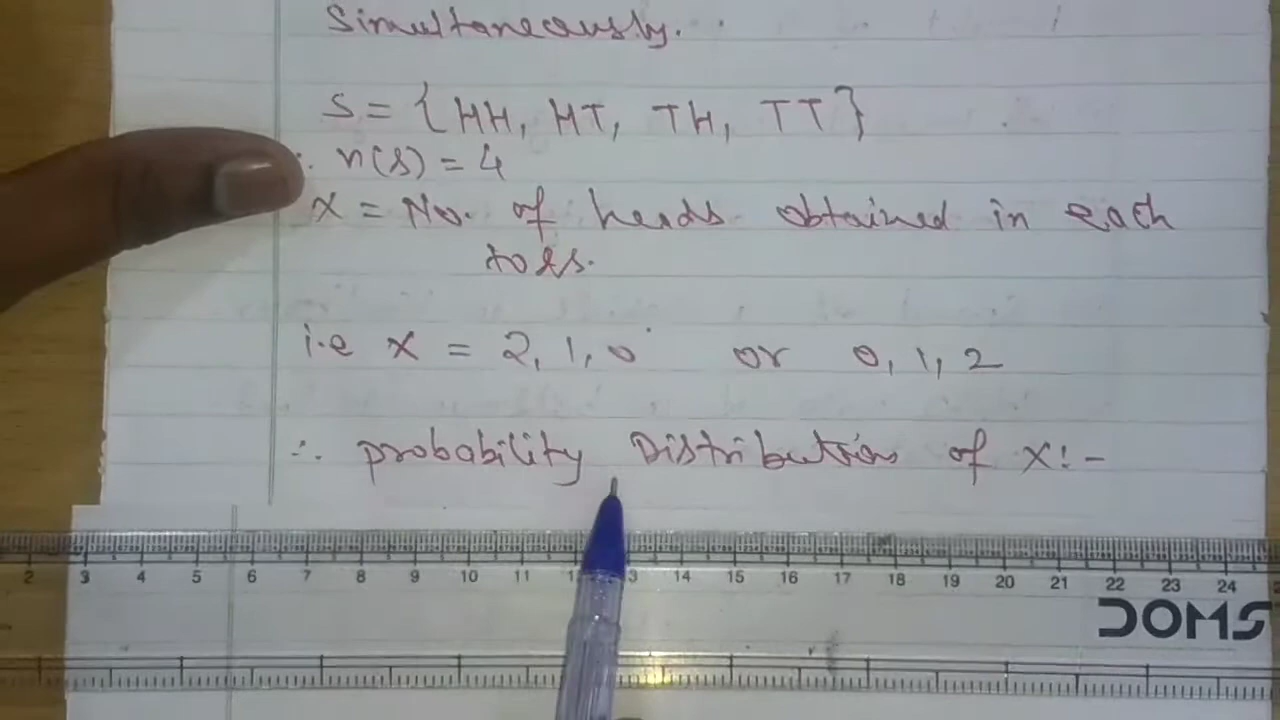 Simultaneously.
S = {HH, HT, TH, TT}
∴ n(s) = 4
X = No. of heads obtained in each
toss.
i.e X = 2, 1, 0 or 0, 1, 2
∴ probability Distribution of X:-
2 3 4 5 6 7 8 9 10 11 12 13 14 15 16 17 18 19 20 21 22 23 24
DOMS